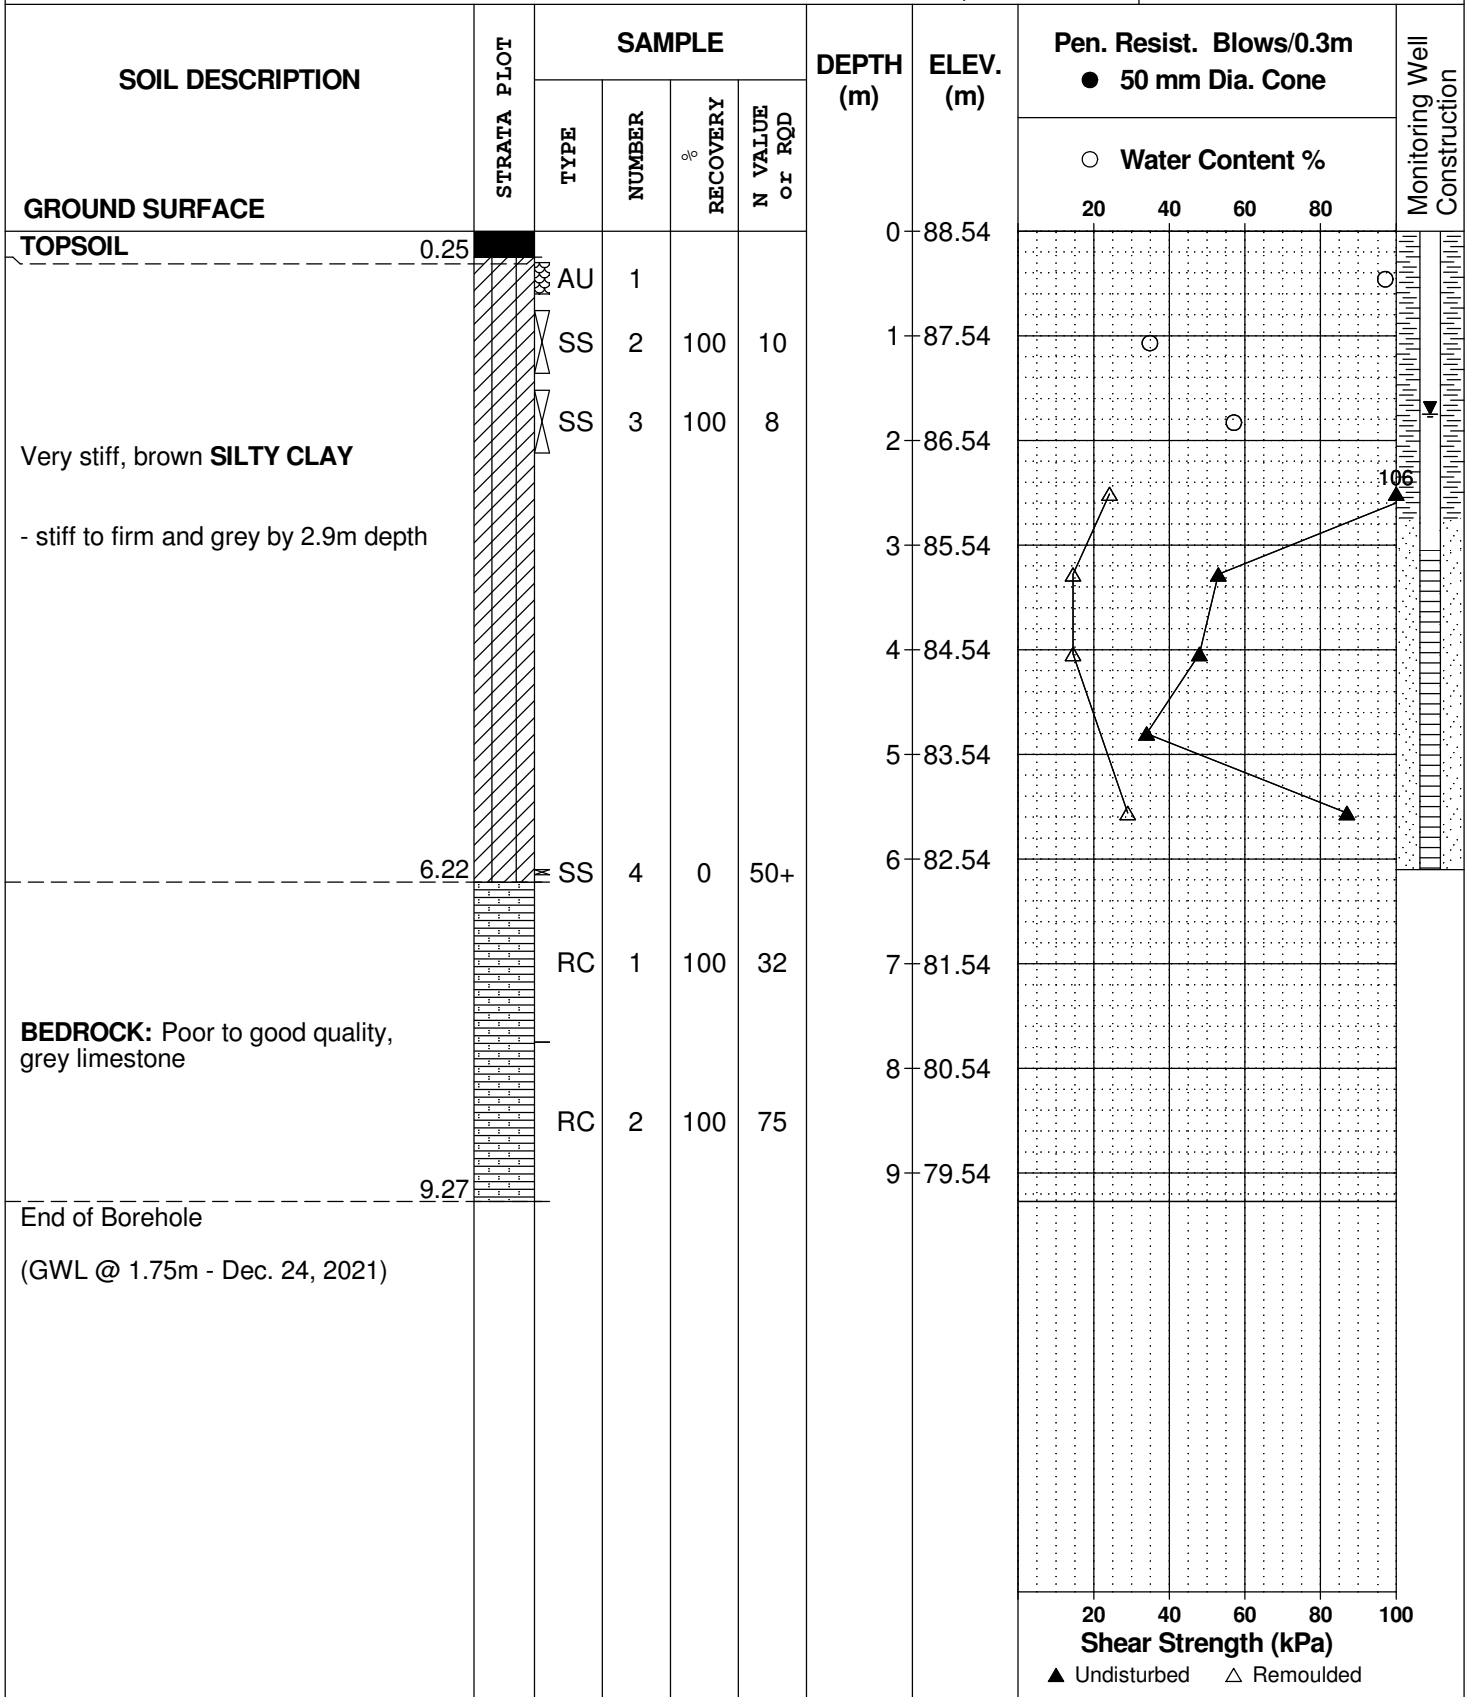 SOIL DESCRIPTION
GROUND SURFACE
STRATA PLOT
SAMPLE
TYPE
NUMBER
% RECOVERY
N VALUE or RQD
DEPTH (m)
ELEV. (m)
Pen. Resist. Blows/0.3m
● 50 mm Dia. Cone
○ Water Content %
20 40 60 80
Monitoring Well Construction
0 88.54
TOPSOIL 0.25
AU 1
SS 2 100 10
1 87.54
SS 3 100 8
2 86.54
Very stiff, brown SILTY CLAY
106
- stiff to firm and grey by 2.9m depth
3 85.54
4 84.54
5 83.54
6 82.54
6.22
SS 4 0 50+
RC 1 100 32
7 81.54
BEDROCK: Poor to good quality,
grey limestone
8 80.54
RC 2 100 75
9 79.54
9.27
End of Borehole
(GWL @ 1.75m - Dec. 24, 2021)
20 40 60 80 100
Shear Strength (kPa)
▲ Undisturbed △ Remoulded